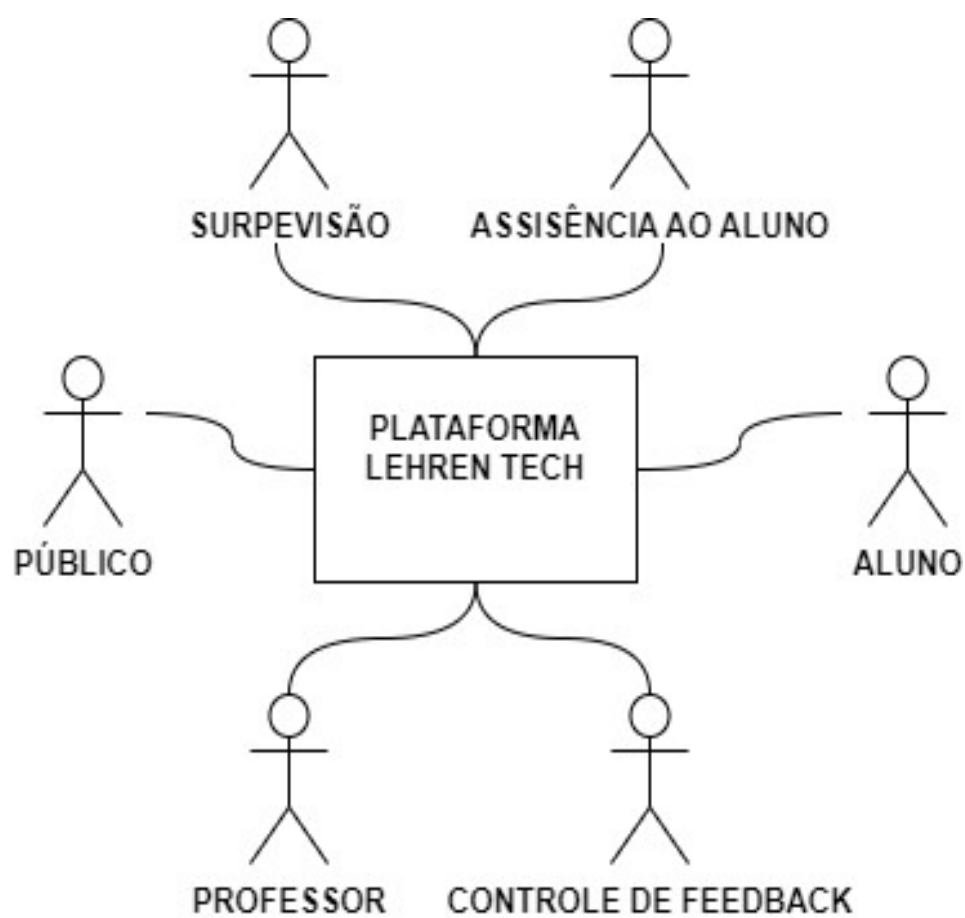 SURPEVISÃO
ASSISÊNCIA AO ALUNO
PLATAFORMA
LEHREN TECH
PÚBLICO
ALUNO
PROFESSOR
CONTROLE DE FEEDBACK